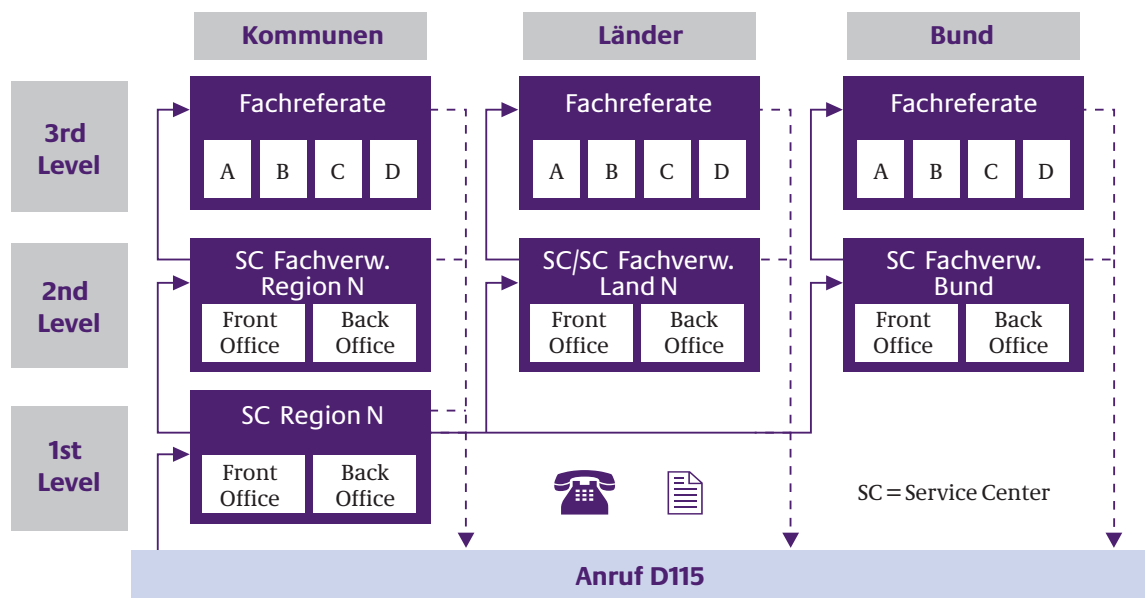 Kommunen
Länder
Bund
3rd
Level
Fachreferate
A B C D
Fachreferate
A B C D
Fachreferate
A B C D
2nd
Level
SC Fachverw.
Region N
Front
Office
Back
Office
SC/SC Fachverw.
Land N
Front
Office
Back
Office
SC Fachverw.
Bund
Front
Office
Back
Office
1st
Level
SC Region N
Front
Office
Back
Office
SC = Service Center
Anruf D115